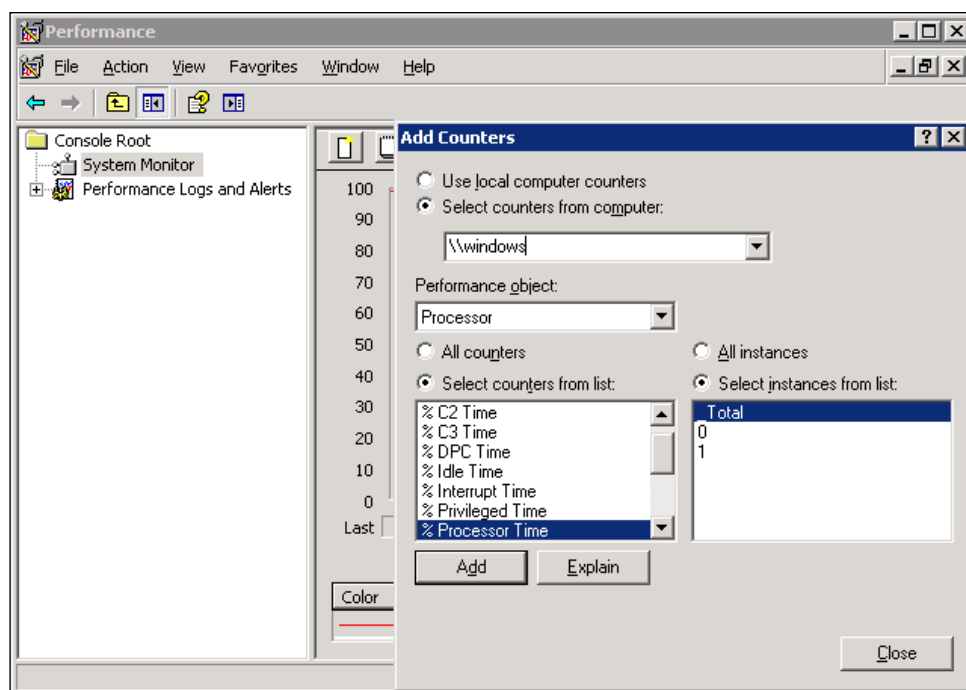 Performance
File Action View Favorites Window Help
Console Root
System Monitor
Performance Logs and Alerts
100
90
80
70
60
50
40
30
20
10
0
Last
Color
Add Counters
Use local computer counters
Select counters from computer:
\\windows
Performance object:
Processor
All counters
Select counters from list:
% C2 Time
% C3 Time
% DPC Time
% Idle Time
% Interrupt Time
% Privileged Time
% Processor Time
All instances
Select instances from list:
_Total
0
1
Add
Explain
Close